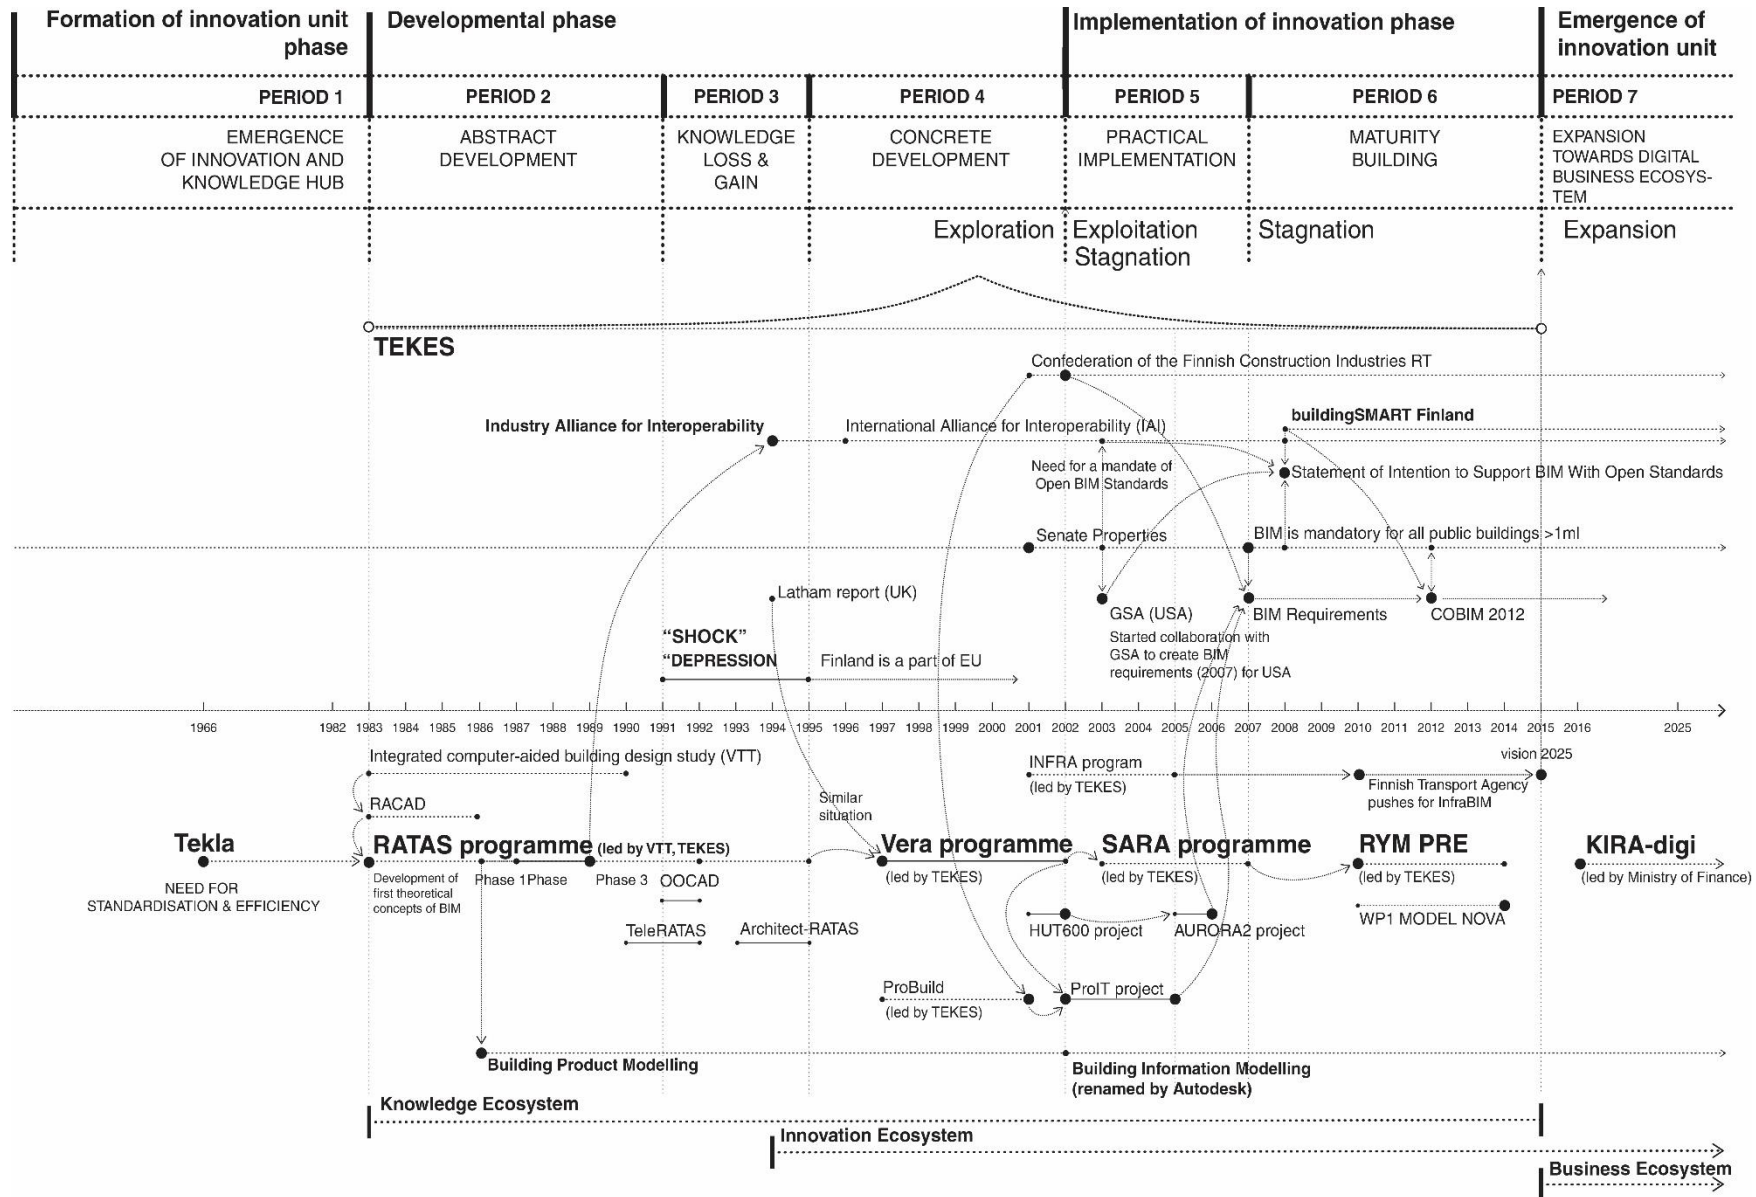 Formation of innovation unit
phase
Developmental phase
Implementation of innovation phase
Emergence of
innovation unit
PERIOD 1
PERIOD 2
PERIOD 3
PERIOD 4
PERIOD 5
PERIOD 6
PERIOD 7
EMERGENCE
OF INNOVATION AND
KNOWLEDGE HUB
ABSTRACT
DEVELOPMENT
KNOWLEDGE
LOSS &
GAIN
CONCRETE
DEVELOPMENT
PRACTICAL
IMPLEMENTATION
MATURITY
BUILDING
EXPANSION
TOWARDS DIGITAL
BUSINESS ECOSYS-
TEM
Exploration
Exploitation
Stagnation
Stagnation
Expansion
TEKES
Confederation of the Finnish Construction Industries RT
Industry Alliance for Interoperability
International Alliance for Interoperability (IAI)
buildingSMART Finland
Need for a mandate of
Open BIM Standards
Statement of Intention to Support BIM With Open Standards
Senate Properties
BIM is mandatory for all public buildings >1ml
Latham report (UK)
GSA (USA)
BIM Requirements
COBIM 2012
Started collaboration with
GSA to create BIM
requirements (2007) for USA
“SHOCK”
“DEPRESSION
Finland is a part of EU
1966 1982 1983 1984 1985 1986 1987 1988 1989 1990 1991 1992 1993 1994 1995 1996 1997 1998 1999 2000 2001 2002 2003 2004 2005 2006 2007 2008 2009 2010 2011 2012 2013 2014 2015 2016 2025
vision 2025
Integrated computer-aided building design study (VTT)
INFRA program
(led by TEKES)
Finnish Transport Agency
pushes for InfraBIM
RACAD
Similar
situation
Tekla
RATAS programme (led by VTT, TEKES)
Vera programme
(led by TEKES)
SARA programme
(led by TEKES)
RYM PRE
(led by TEKES)
KIRA-digi
(led by Ministry of Finance)
NEED FOR
STANDARDISATION & EFFICIENCY
Development of
first theoretical
concepts of BIM
Phase 1Phase
Phase 3
OOCAD
TeleRATAS
Architect-RATAS
HUT600 project
AURORA2 project
WP1 MODEL NOVA
ProBuild
(led by TEKES)
ProIT project
Building Product Modelling
Building Information Modelling
(renamed by Autodesk)
Knowledge Ecosystem
Innovation Ecosystem
Business Ecosystem